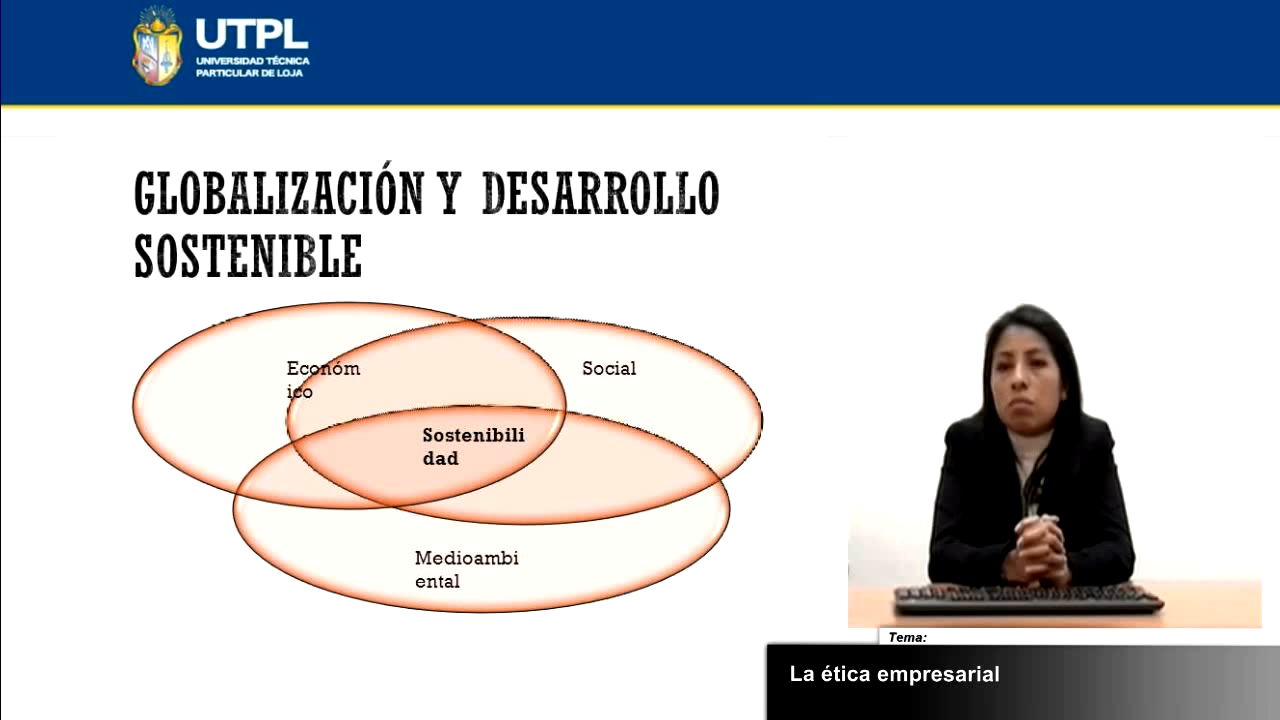 UTPL
UNIVERSIDAD TÉCNICA
PARTICULAR DE LOJA
GLOBALIZACIÓN Y DESARROLLO
SOSTENIBLE
Económ
ico
Social
Sostenibili
dad
Medioambi
ental
Tema:
La ética empresarial